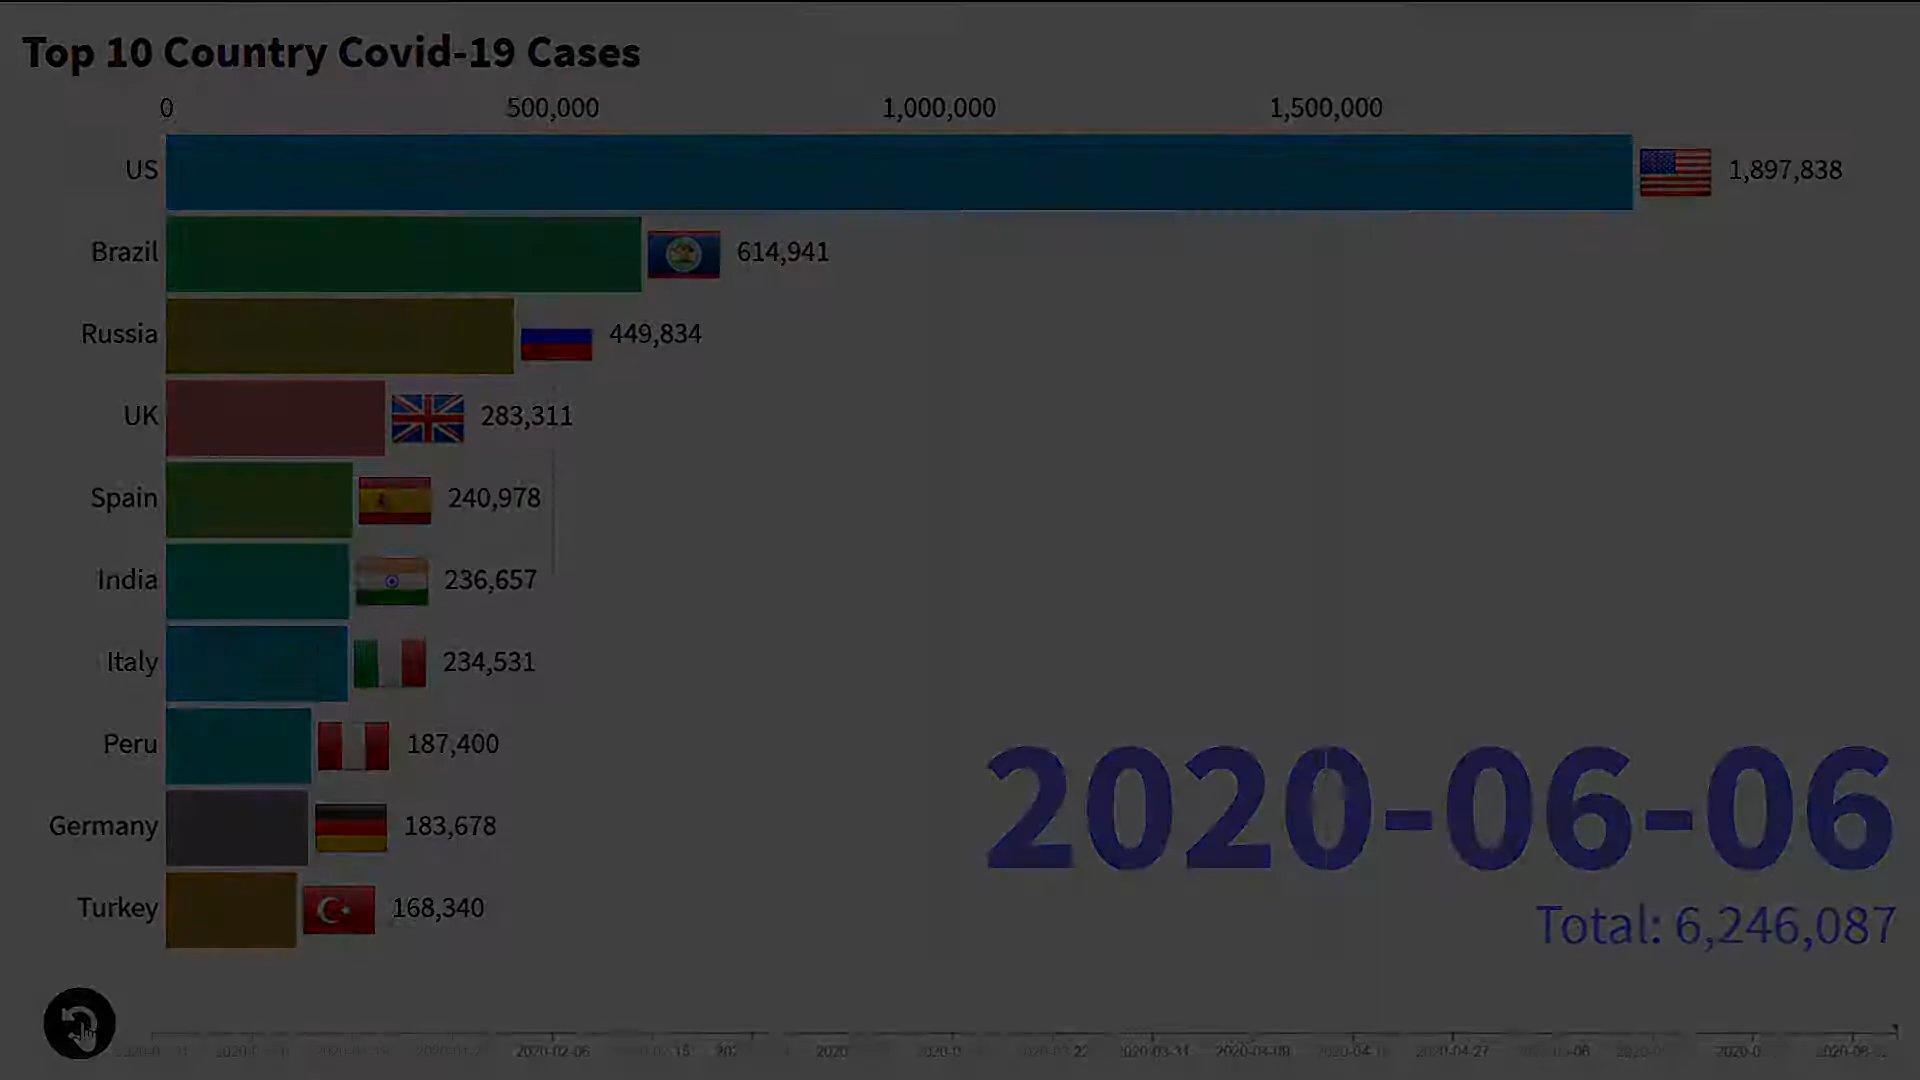 Top 10 Country Covid-19 Cases
0 500,000 1,000,000 1,500,000
US 1,897,838
Brazil 614,941
Russia 449,834
UK 283,311
Spain 240,978
India 236,657
Italy 234,531
Peru 187,400
Germany 183,678
Turkey 168,340
2020-06-06
Total: 6,246,087
2020-02-06 2020-03-31 2020-04-09 2020-04-27